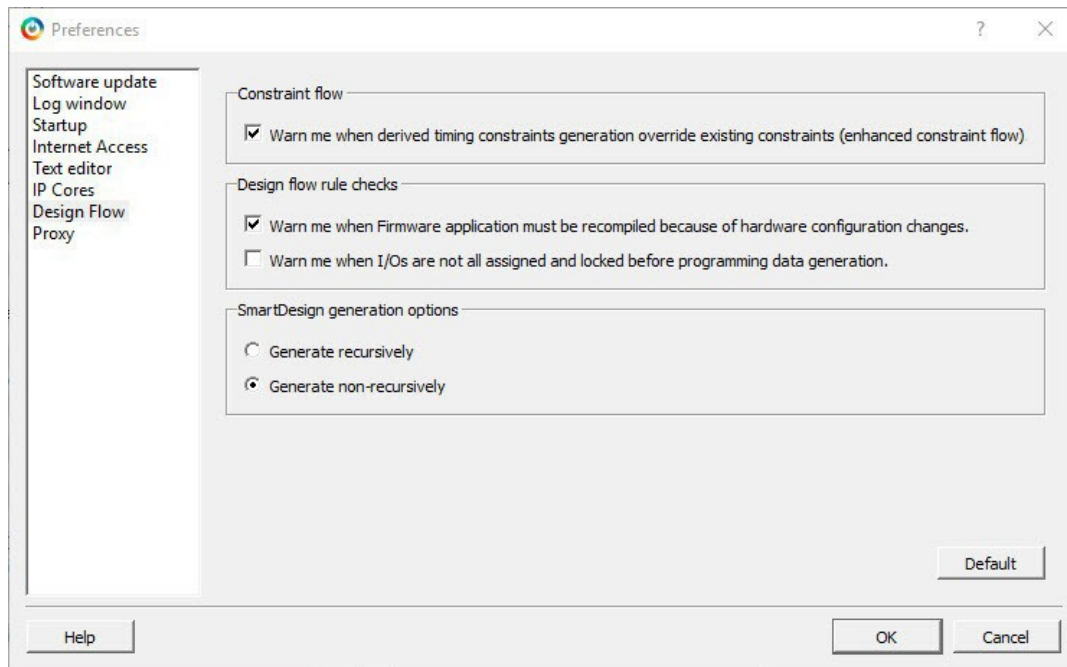 Preferences
?
Software update
Log window
Startup
Internet Access
Text editor
IP Cores
Design Flow
Proxy
Constraint flow
Warn me when derived timing constraints generation override existing constraints (enhanced constraint flow)
Design flow rule checks
Warn me when Firmware application must be recompiled because of hardware configuration changes.
Warn me when I/Os are not all assigned and locked before programming data generation.
SmartDesign generation options
Generate recursively
Generate non-recursively
Default
Help
OK
Cancel